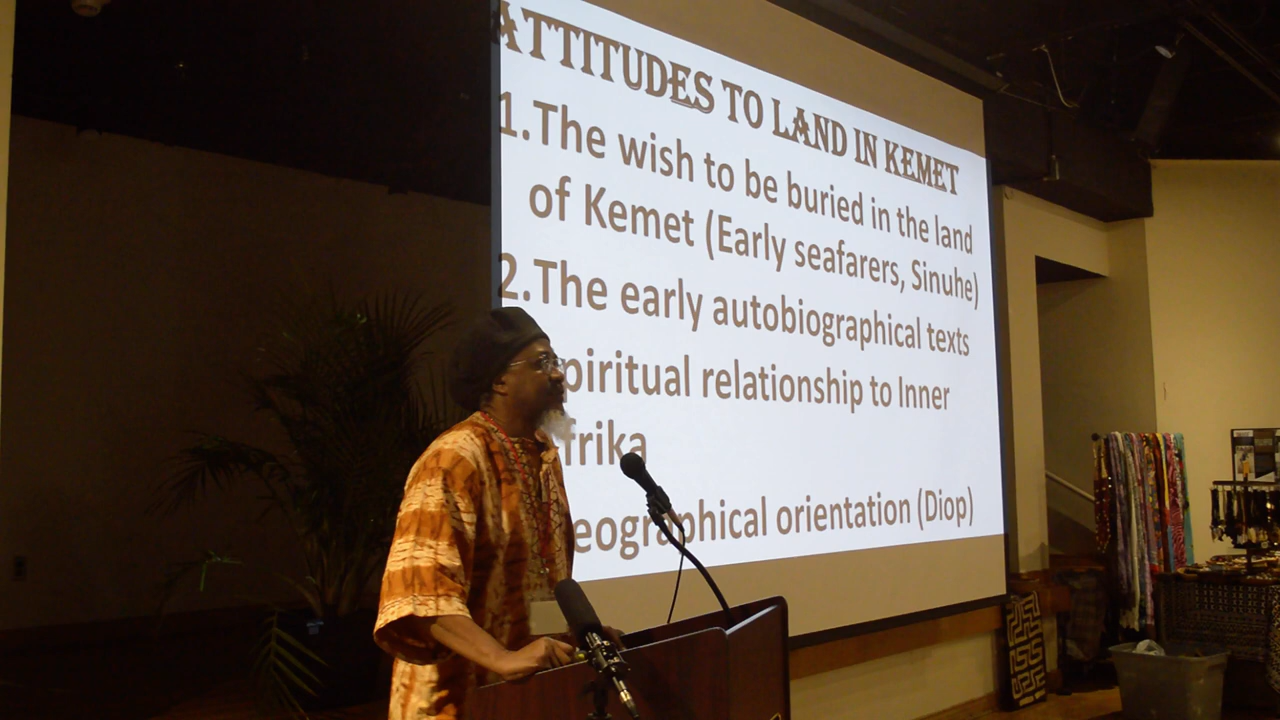 ATTITUDES TO LAND IN KEMET
1.The wish to be buried in the land
of Kemet (Early seafarers, Sinuhe)
2.The early autobiographical texts
piritual relationship to Inner
frika
eographical orientation (Diop)